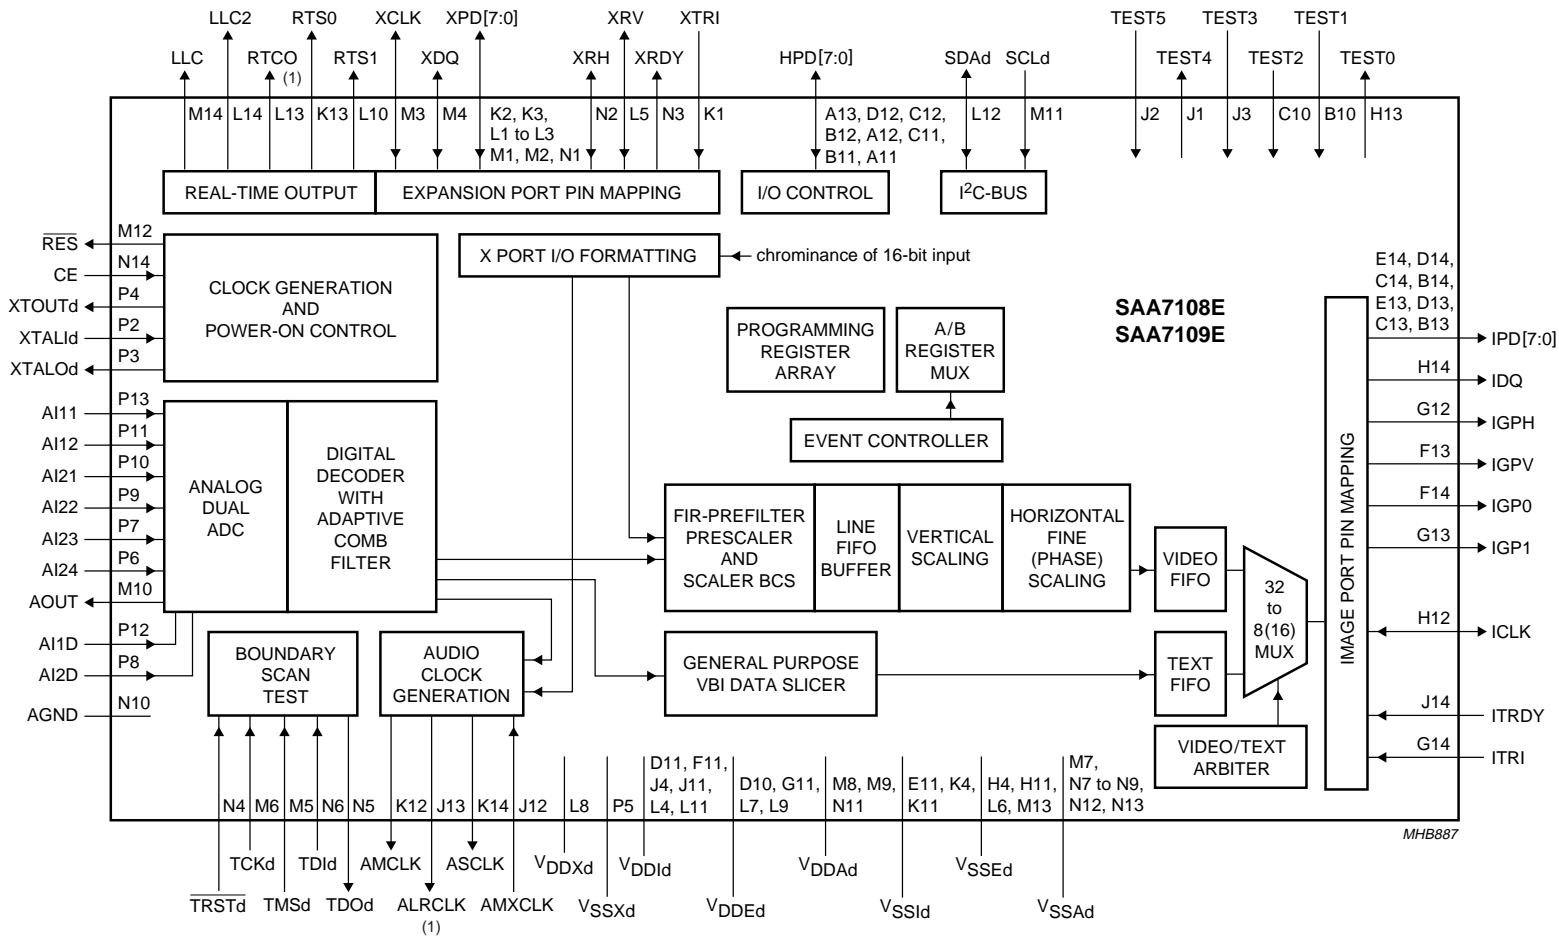 LLC2 RTS0 XCLK XPD[7:0] XRV XTRI TEST5 TEST3 TEST1
LLC RTCO RTS1 XDQ XRH XRDY HPD[7:0] SDAd SCLd TEST4 TEST2 TEST0
(1)
M14 L14 L13 K13 L10 M3 M4 K2, K3, N2 L5 N3 K1 A13, D12, C12, L12 M11 J2 J1 J3 C10 B10 H13
L1 to L3 B12, A12, C11,
M1, M2, N1 B11, A11
REAL-TIME OUTPUT EXPANSION PORT PIN MAPPING I/O CONTROL I2C-BUS
M12
RES
N14
CE
P4
XTOUTd
P2
XTALId
P3
XTALOd
CLOCK GENERATION
AND
POWER-ON CONTROL
X PORT I/O FORMATTING
chrominance of 16-bit input
PROGRAMMING
REGISTER
ARRAY
A/B
REGISTER
MUX
EVENT CONTROLLER
SAA7108E
SAA7109E
E14, D14,
C14, B14,
E13, D13,
C13, B13
IPD[7:0]
H14
IDQ
G12
IGPH
F13
IGPV
F14
IGP0
G13
IGP1
H12
ICLK
J14
ITRDY
G14
ITRI
IMAGE PORT PIN MAPPING
P13
AI11
P11
AI12
P10
AI21
P9
AI22
P7
AI23
P6
AI24
M10
AOUT
P12
AI1D
P8
AI2D
N10
AGND
ANALOG
DUAL
ADC
DIGITAL
DECODER
WITH
ADAPTIVE
COMB
FILTER
FIR-PREFILTER
PRESCALER
AND
SCALER BCS
LINE
FIFO
BUFFER
VERTICAL
SCALING
HORIZONTAL
FINE
(PHASE)
SCALING
VIDEO
FIFO
32
to
8(16)
MUX
BOUNDARY
SCAN
TEST
AUDIO
CLOCK
GENERATION
GENERAL PURPOSE
VBI DATA SLICER
TEXT
FIFO
VIDEO/TEXT
ARBITER
N4 M6 M5 N6 N5 K12 J13 K14 J12 L8 P5
D11, F11,
J4, J11,
L4, L11
D10, G11,
L7, L9
M8, M9,
N11
E11, K4,
K11
H4, H11,
L6, M13
M7,
N7 to N9,
N12, N13
MHB887
TCKd TDId AMCLK ASCLK VDDXd VDDId VDDAd VSSEd
TRSTd TMSd TDOd ALRCLK AMXCLK VSSXd VDDEd VSSId VSSAd
(1)